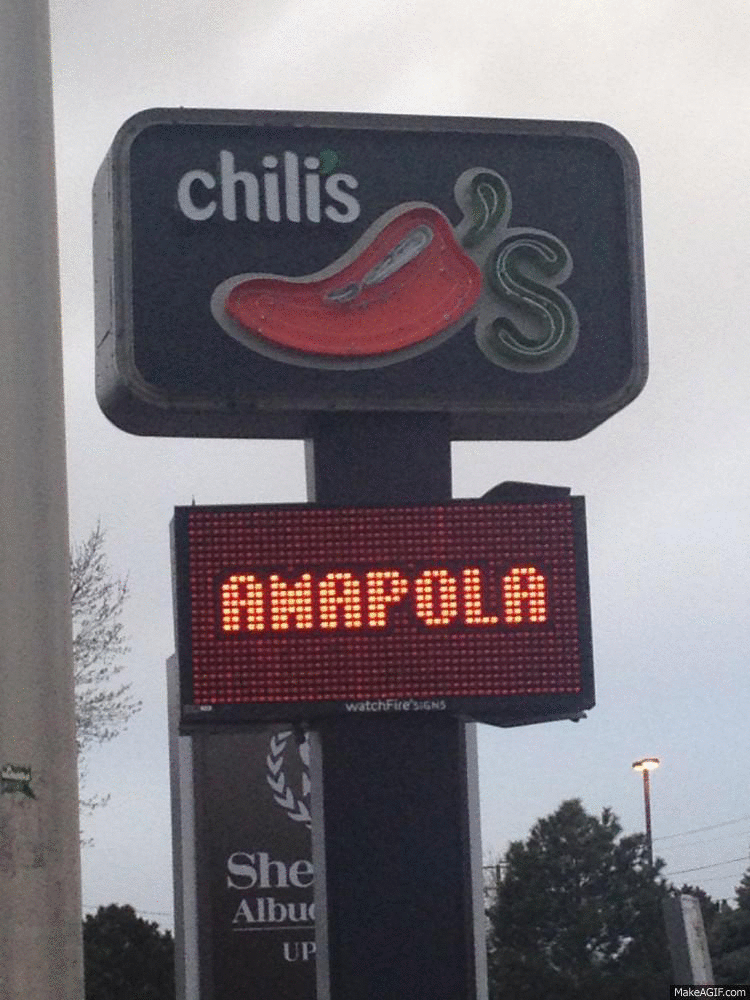 chili's
's
AMAPOLA
watchFire SIGNS
She
Albu
UP
MakeAGIF.com